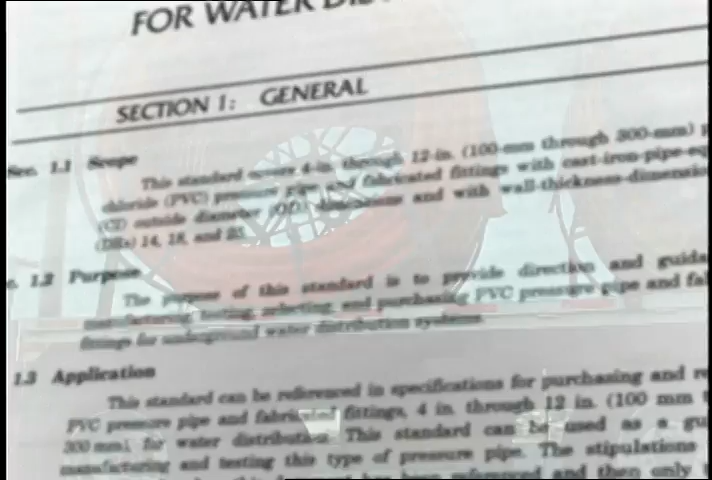 FOR WATER
SECTION 1: GENERAL
Sec. 1.1 Scope
This standard covers 4-in. through 12-in. (100-mm through 300-mm)
chloride (PVC) pressure pipe and fabricated fittings with cast-iron-pipe-eq
(CI) outside diameter (OD) dimensions and with wall-thickness-dimension
(DRs) 14, 18, and 25.
1.2 Purpose
The purpose of this standard is to provide direction and guida
manufacturing, testing, selecting, and purchasing PVC pressure pipe and fa
fittings for underground water distribution systems.
1.3 Application
This standard can be referenced in specifications for purchasing and re
PVC pressure pipe and fabricated fittings, 4 in. through 12 in. (100 mm
300 mm), for water distribution. This standard can be used as a gu
manufacturing and testing this type of pressure pipe. The stipulations
has been referenced and then only